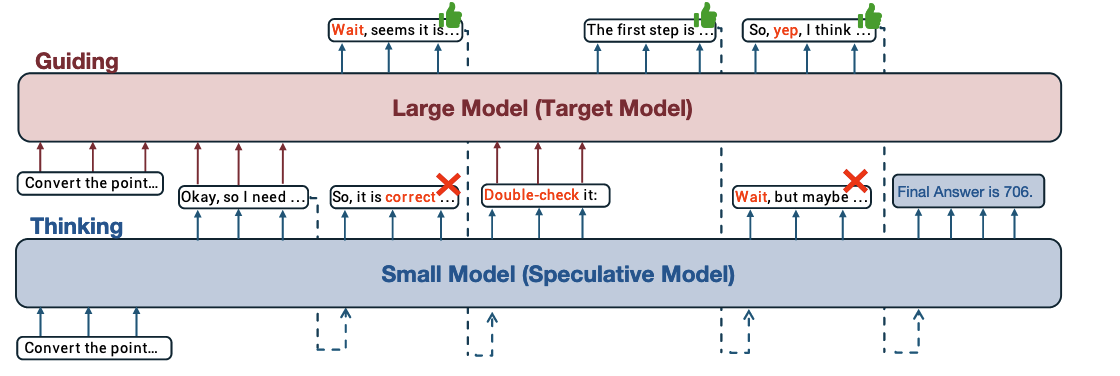 Wait, seems it is...
The first step is ...
So, yep, I think ...
Guiding
Large Model (Target Model)
Convert the point...
Okay, so I need ...
So, it is correct ...
Double-check it:
Wait, but maybe ...
Final Answer is 706.
Thinking
Small Model (Speculative Model)
Convert the point...